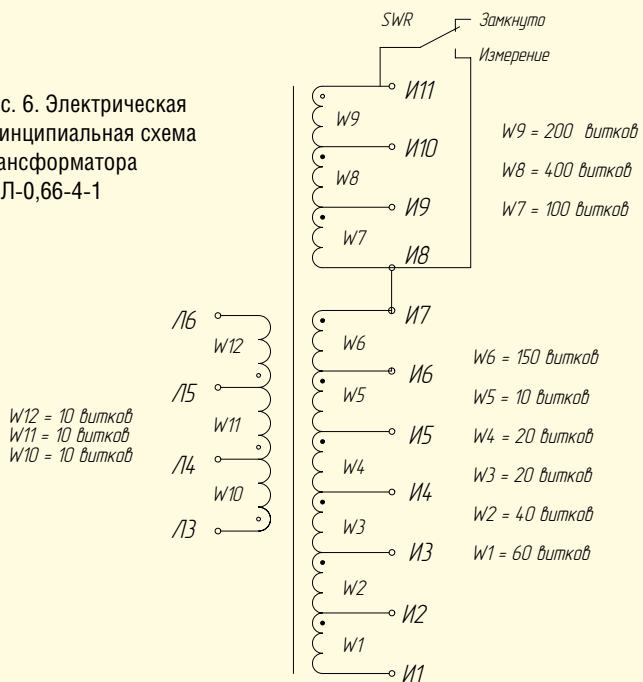 SWR
Замкнуто
Измерение
с. 6. Электрическая
инципиальная схема
ансформатора
Л-0,66-4-1
И11
W9
И10
W8
И9
W7
И8
W9 = 200 витков
W8 = 400 витков
W7 = 100 витков
Л6
W12
Л5
W11
Л4
W10
Л3
W12 = 10 витков
W11 = 10 витков
W10 = 10 витков
И7
W6
И6
W5
И5
W4
И4
W3
И3
W2
И2
W1
И1
W6 = 150 витков
W5 = 10 витков
W4 = 20 витков
W3 = 20 витков
W2 = 40 витков
W1 = 60 витков